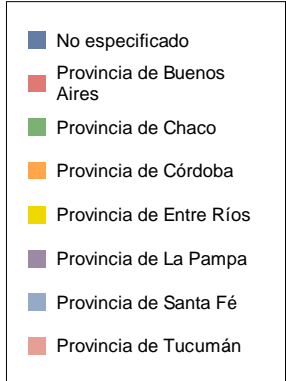 No especificado
Provincia de Buenos
Aires
Provincia de Chaco
Provincia de Córdoba
Provincia de Entre Ríos
Provincia de La Pampa
Provincia de Santa Fé
Provincia de Tucumán